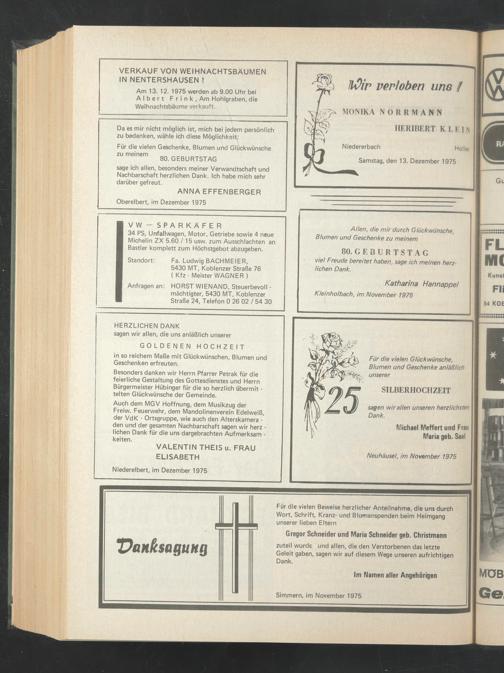 VERKAUF VON WEIHNACHTSBÄUMEN
IN NENTERSHAUSEN !
Am 13. 12. 1975 werden ab 9.00 Uhr bei
Albert Frink, Am Hohlgraben, die
Weihnachtsbäume verkauft.
Da es mir nicht möglich ist, mich bei jedem persönlich
zu bedanken, wähle ich diese Möglichkeit;
Für die vielen Geschenke, Blumen und Glückwünsche
zu meinem
80. GEBURTSTAG
sage ich allen, besonders meiner Verwandtschaft und
Nachbarschaft herzlichen Dank. Ich habe mich sehr
darüber gefreut.
ANNA EFFENBERGER
Oberelbert, im Dezember 1975
VW – SPARKÄFER
34 PS, Unfallwagen, Motor, Getriebe sowie 4 neue
Michelin ZX 5.60 / 15 usw. zum Ausschlachten an
Bastler komplett zum Höchstgebot abzugeben.
Standort: Fa. Ludwig BACHMEIER,
5430 MT, Koblenzer Straße 76
( Kfz - Meister WAGNER )
Anfragen an: HORST WIENAND, Steuerbevoll -
mächtigter, 5430 MT, Koblenzer
Straße 24, Telefon 0 26 02 / 54 30
HERZLICHEN DANK
sagen wir allen, die uns anläßlich unserer
GOLDENEN HOCHZEIT
in so reichem Maße mit Glückwünschen, Blumen und
Geschenken erfreuten.
Besonders danken wir Herrn Pfarrer Petrak für die
feierliche Gestaltung des Gottesdienstes und Herrn
Bürgermeister Hübinger für die so herzlich übermit -
telten Glückwünsche der Gemeinde.
Auch dem MGV Hoffnung, dem Musikzug der
Freiw. Feuerwehr, dem Mandolinenverein Edelweiß,
der VdK - Ortsgruppe, wie auch den Alterskamera -
den und der gesamten Nachbarschaft sagen wir herz -
lichen Dank für die uns dargebrachten Aufmerksam -
keiten.
VALENTIN THEIS u. FRAU
ELISABETH
Niederelbert, im Dezember 1975
Wir verloben uns !
MONIKA NORRMANN
HERIBERT KLEIN
Niedererbach
Samstag, den 13. Dezember 1975
Allen, die mir durch Glückwünsche,
Blumen und Geschenke zu meinem
80. GEBURTSTAG
viel Freude bereitet haben, sage ich meinen herz-
lichen Dank.
Katharina Hannappel
Kleinholbach, im November 1975
Für die vielen Glückwünsche,
Blumen und Geschenke anläßlich
unserer
SILBERHOCHZEIT
25
sagen wir allen unseren herzlichsten
Dank.
Michael Meffert und Frau
Maria geb. Saal
Neuhäusel, im November 1975
Danksagung
Für die vielen Beweise herzlicher Anteilnahme, die uns durch
Wort, Schrift, Kranz- und Blumenspenden beim Heimgang
unserer lieben Eltern
Gregor Schneider und Maria Schneider geb. Christmann
zuteil wurde und allen, die den Verstorbenen das letzte
Geleit gaben, sagen wir auf diesem Wege unseren aufrichtigen
Dank.
Im Namen aller Angehörigen
Simmern, im November 1975